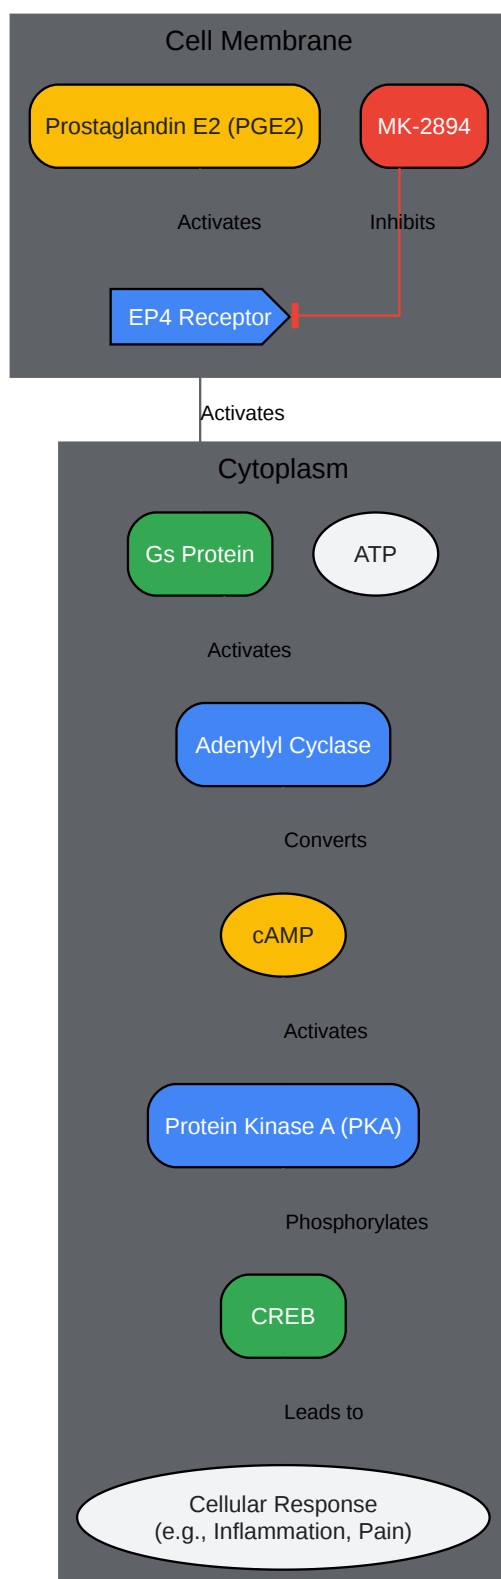 Cell Membrane
Prostaglandin E2 (PGE2)
MK-2894
Activates
Inhibits
EP4 Receptor
Activates
Cytoplasm
Gs Protein
ATP
Activates
Adenylyl Cyclase
Converts
cAMP
Activates
Protein Kinase A (PKA)
Phosphorylates
CREB
Leads to
Cellular Response
(e.g., Inflammation, Pain)